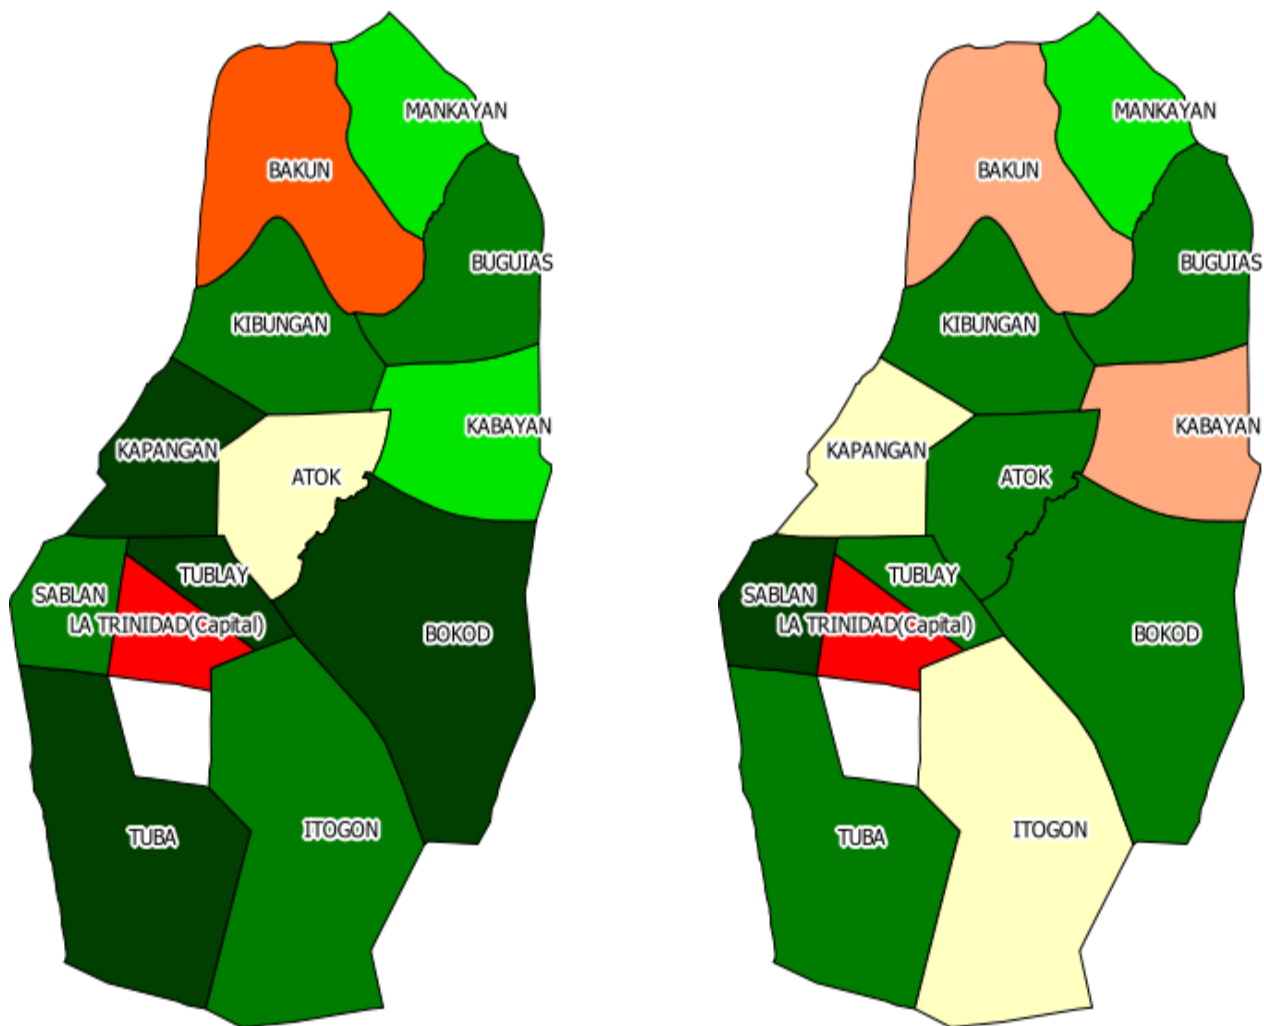 MANKAYAN
BAKUN
BUGUIAS
KIBUNGAN
KABAYAN
KAPANGAN
ATOK
TUBLAY
SABLAN
LA TRINIDAD(Capital)
BOKOD
TUBA
ITOGON
MANKAYAN
BAKUN
BUGUIAS
KIBUNGAN
KABAYAN
KAPANGAN
ATOK
TUBLAY
SABLAN
LA TRINIDAD(Capital)
BOKOD
TUBA
ITOGON